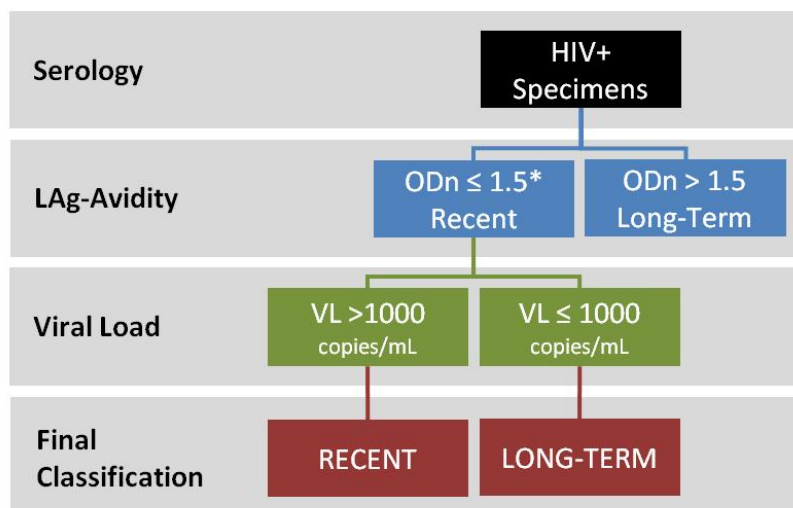 Serology
HIV+
Specimens
LAg-Avidity
ODn ≤ 1.5*
Recent
ODn > 1.5
Long-Term
Viral Load
VL >1000
copies/mL
VL ≤ 1000
copies/mL
Final
Classification
RECENT
LONG-TERM